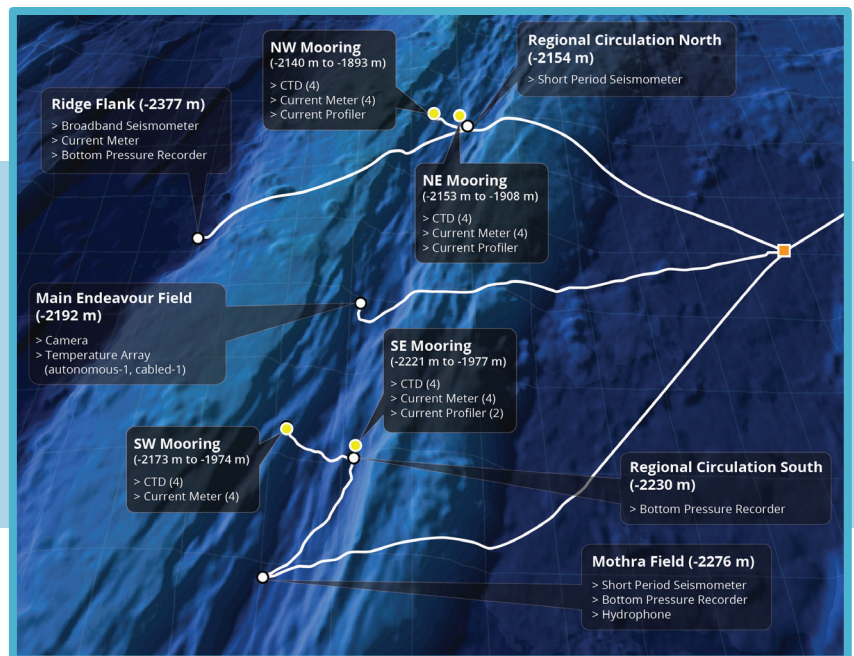 NW Mooring
(-2140 m to -1893 m)
> CTD (4)
> Current Meter (4)
> Current Profiler
Regional Circulation North
(-2154 m)
> Short Period Seismometer
Ridge Flank (-2377 m)
> Broadband Seismometer
> Current Meter
> Bottom Pressure Recorder
NE Mooring
(-2153 m to -1908 m)
> CTD (4)
> Current Meter (4)
> Current Profiler
Main Endeavour Field
(-2192 m)
> Camera
> Temperature Array
(autonomous-1, cabled-1)
SE Mooring
(-2221 m to -1977 m)
> CTD (4)
> Current Meter (4)
> Current Profiler (2)
SW Mooring
(-2173 m to -1974 m)
> CTD (4)
> Current Meter (4)
Regional Circulation South
(-2230 m)
> Bottom Pressure Recorder
Mothra Field (-2276 m)
> Short Period Seismometer
> Bottom Pressure Recorder
> Hydrophone